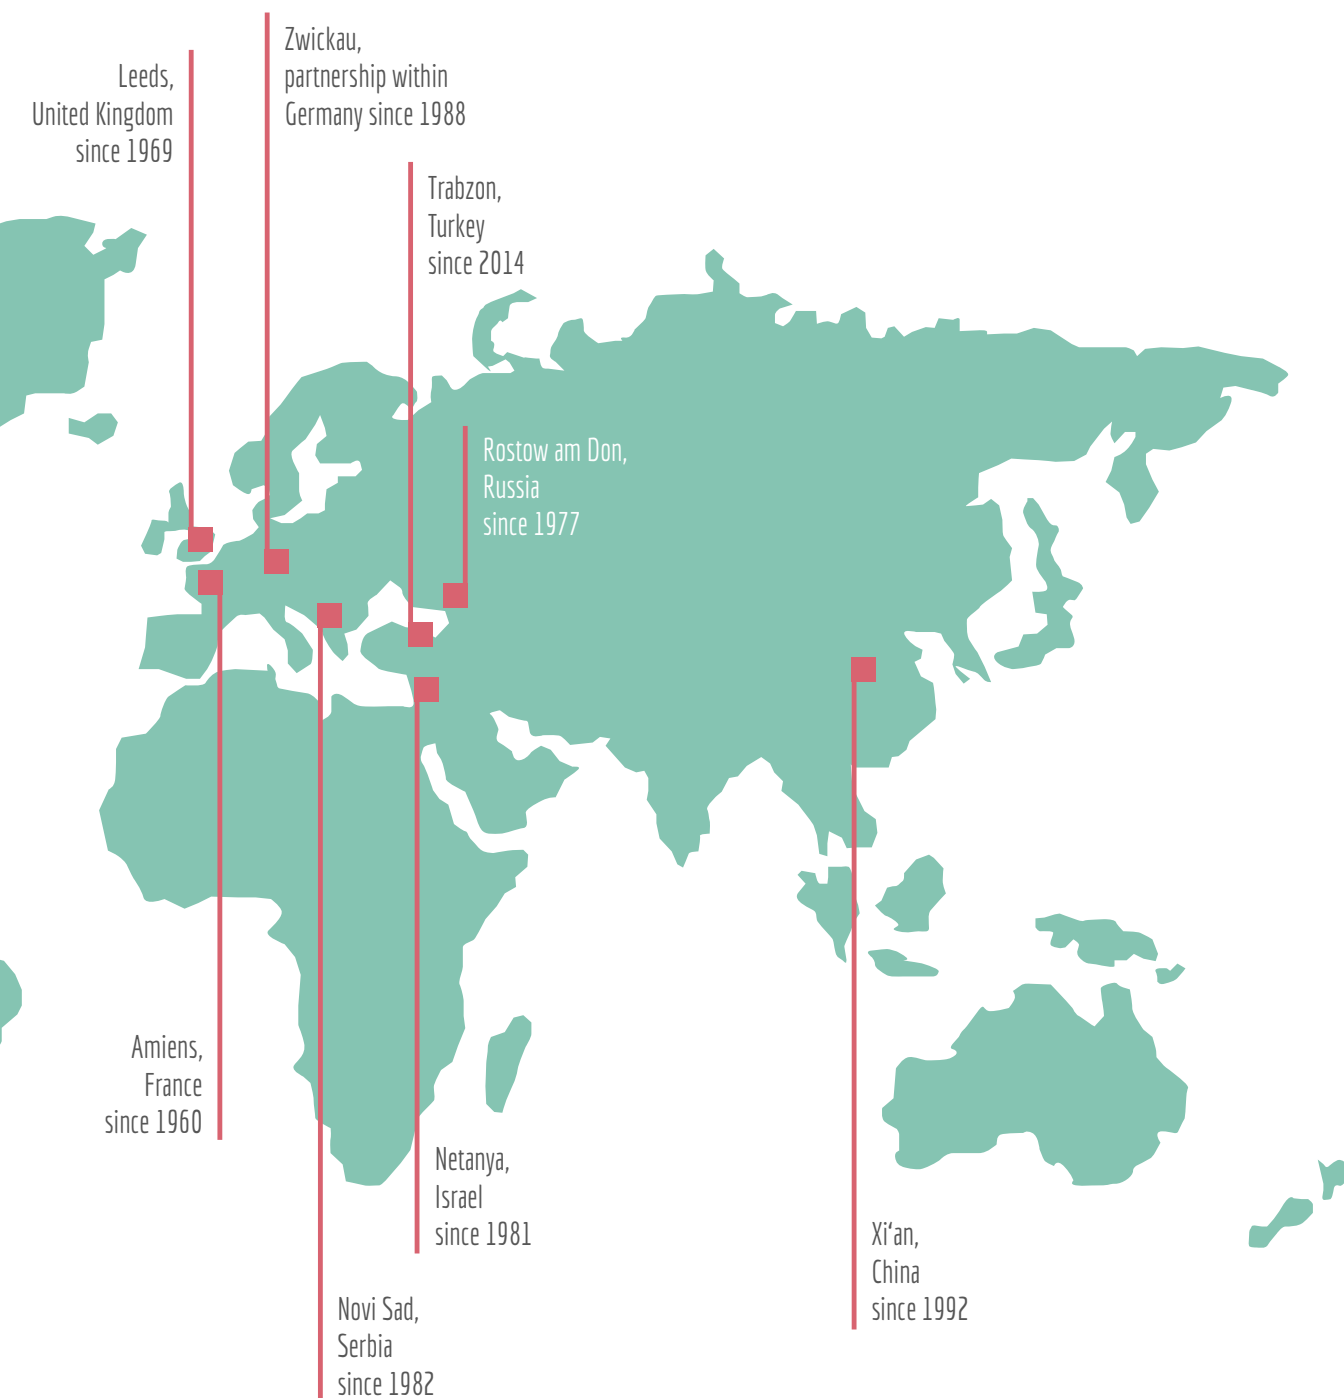 Zwickau,
partnership within
Germany since 1988
Leeds,
United Kingdom
since 1969
Trabzon,
Turkey
since 2014
Rostow am Don,
Russia
since 1977
Amiens,
France
since 1960
Netanya,
Israel
since 1981
Xi‘an,
China
since 1992
Novi Sad,
Serbia
since 1982